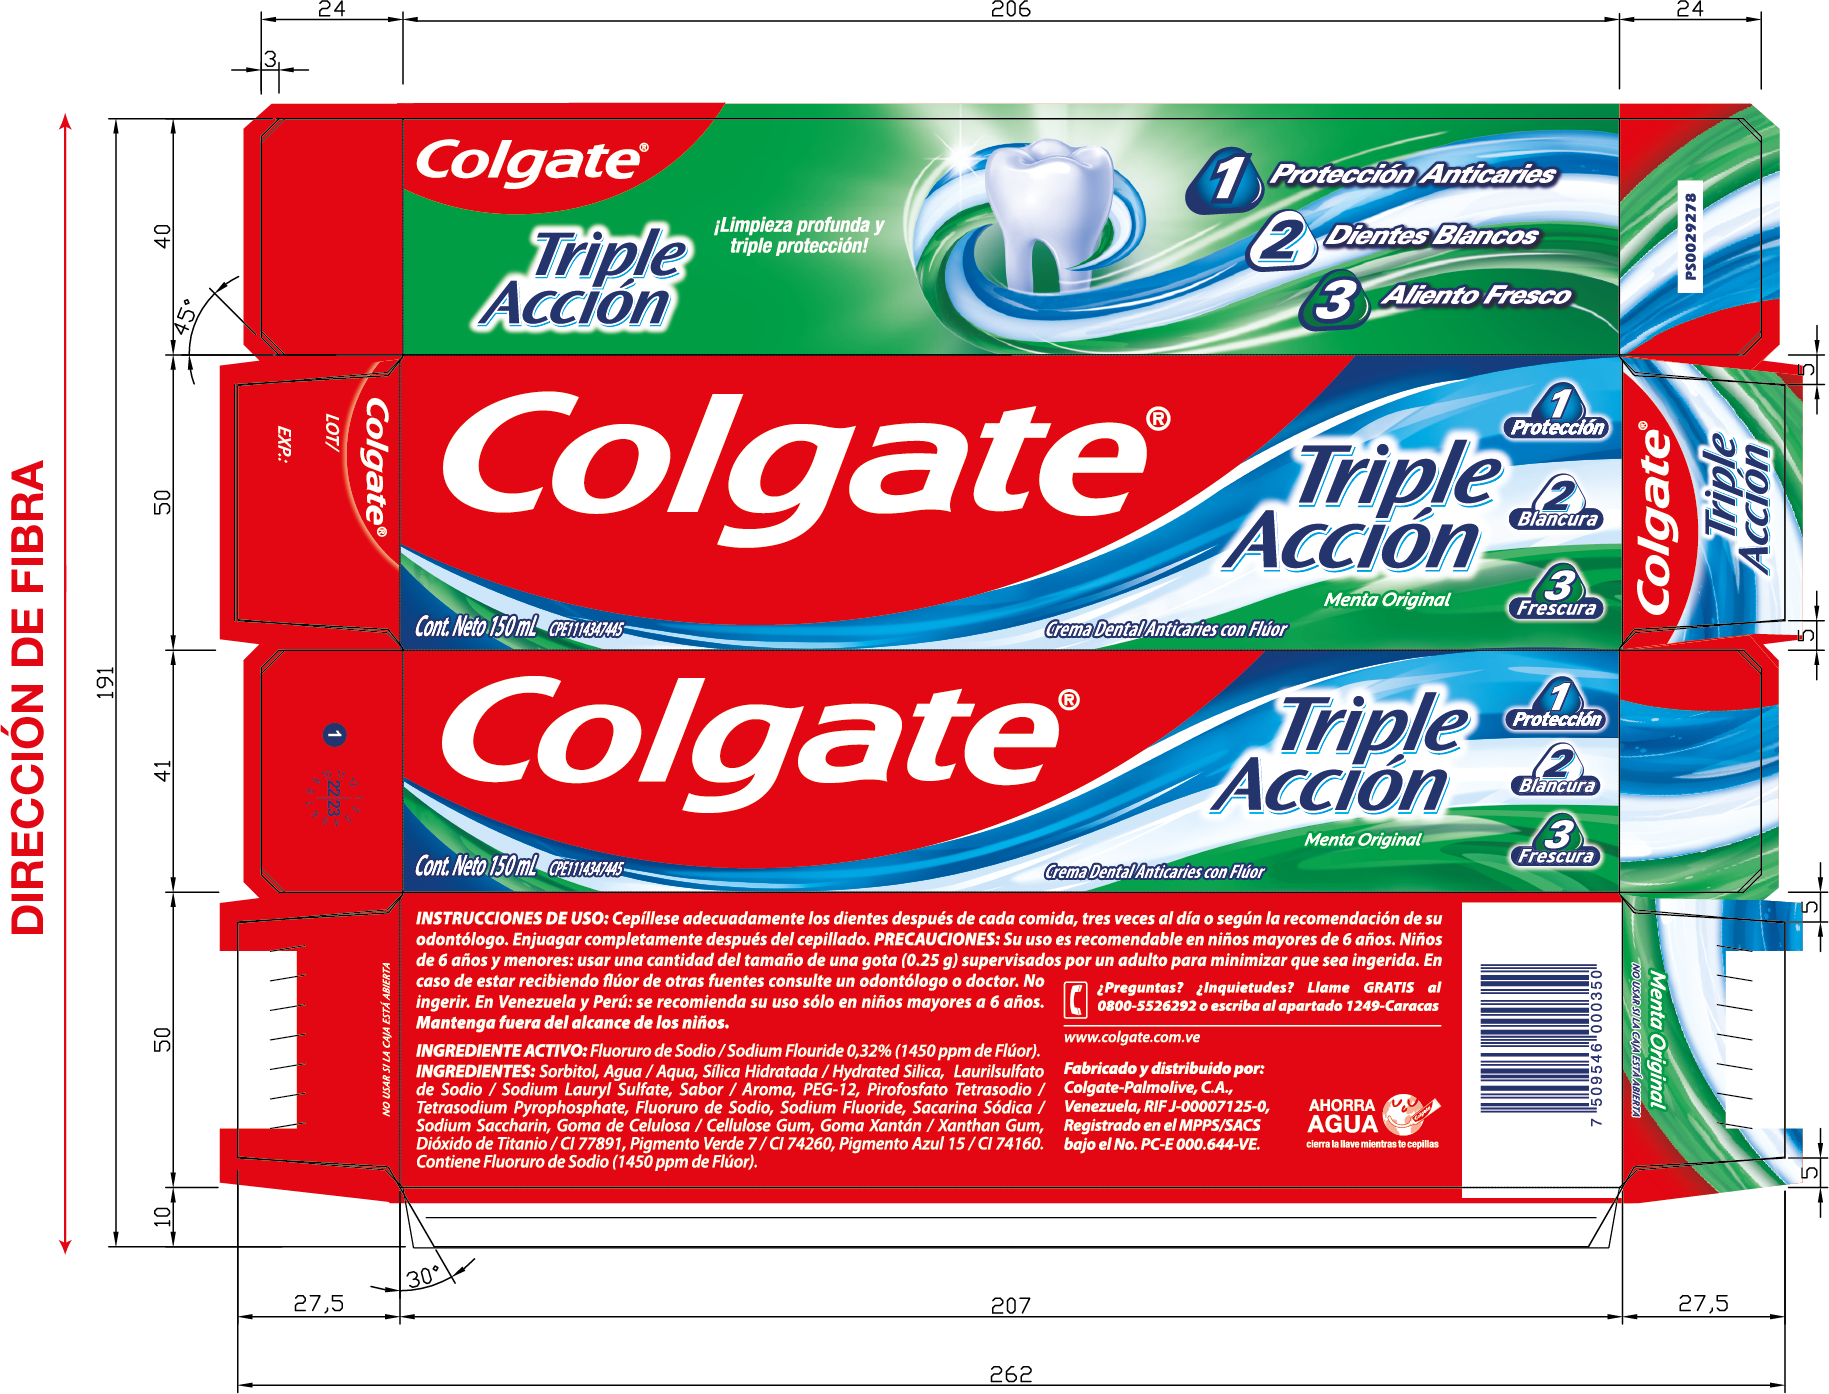 24
206
24
3
DIRECCIÓN DE FIBRA
191
40
45°
50
41
50
10
Colgate®
Triple
Acción
¡Limpieza profunda y
triple protección!
1 Protección Anticaries
2 Dientes Blancos
3 Aliento Fresco
PS029278
Colgate®
LOT/
EXP.:
Colgate®
Triple
Acción
Menta Original
1
Protección
2
Blancura
3
Frescura
Cont. Neto 150 mL CPE1114347445
Crema Dental Anticaries con Flúor
Colgate®
Triple
Acción
5
5
1
22 23
Colgate®
Triple
Acción
Menta Original
1
Protección
2
Blancura
3
Frescura
Cont. Neto 150 mL CPE1114347445
Crema Dental Anticaries con Flúor
NO USAR SI LA CAJA ESTÁ ABIERTA
INSTRUCCIONES DE USO: Cepíllese adecuadamente los dientes después de cada comida, tres veces al día o según la recomendación de su
odontólogo. Enjuagar completamente después del cepillado. PRECAUCIONES: Su uso es recomendable en niños mayores de 6 años. Niños
de 6 años y menores: usar una cantidad del tamaño de una gota (0.25 g) supervisados por un adulto para minimizar que sea ingerida. En
caso de estar recibiendo flúor de otras fuentes consulte un odontólogo o doctor. No
ingerir. En Venezuela y Perú: se recomienda su uso sólo en niños mayores a 6 años.
Mantenga fuera del alcance de los niños.
INGREDIENTE ACTIVO: Fluoruro de Sodio / Sodium Flouride 0,32% (1450 ppm de Flúor).
INGREDIENTES: Sorbitol, Agua / Aqua, Sílica Hidratada / Hydrated Silica, Laurilsulfato
de Sodio / Sodium Lauryl Sulfate, Sabor / Aroma, PEG-12, Pirofosfato Tetrasodio /
Tetrasodium Pyrophosphate, Fluoruro de Sodio, Sodium Fluoride, Sacarina Sódica /
Sodium Saccharin, Goma de Celulosa / Cellulose Gum, Goma Xantán / Xanthan Gum,
Dióxido de Titanio / CI 77891, Pigmento Verde 7 / CI 74260, Pigmento Azul 15 / CI 74160.
Contiene Fluoruro de Sodio (1450 ppm de Flúor).
¿Preguntas? ¿Inquietudes? Llame GRATIS al
0800-5526292 o escriba al apartado 1249-Caracas
www.colgate.com.ve
Fabricado y distribuido por:
Colgate-Palmolive, C.A.,
Venezuela, RIF J-00007125-0,
Registrado en el MPPS/SACS
bajo el No. PC-E 000.644-VE.
AHORRA
AGUA
cierra la llave mientras te cepillas
7 509546 000350
Menta Original
NO USAR SI LA CAJA ESTÁ ABIERTA
5
5
30°
27,5
207
27,5
262